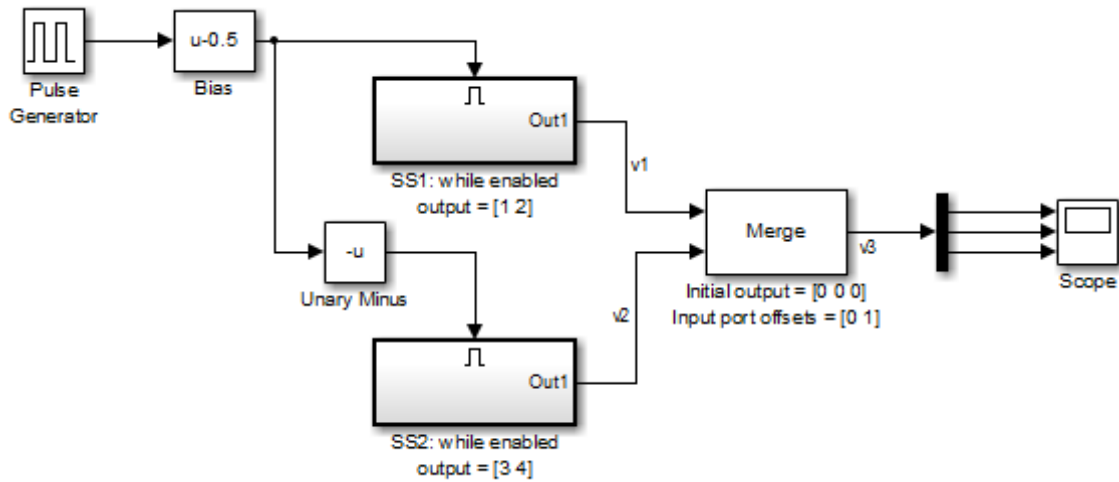 u-0.5
Pulse
Generator
Bias
Out1
SS1: while enabled
output = [1 2]
v1
-u
Unary Minus
Merge
v3
Initial output = [0 0 0]
Input port offsets = [0 1]
Scope
v2
Out1
SS2: while enabled
output = [3 4]